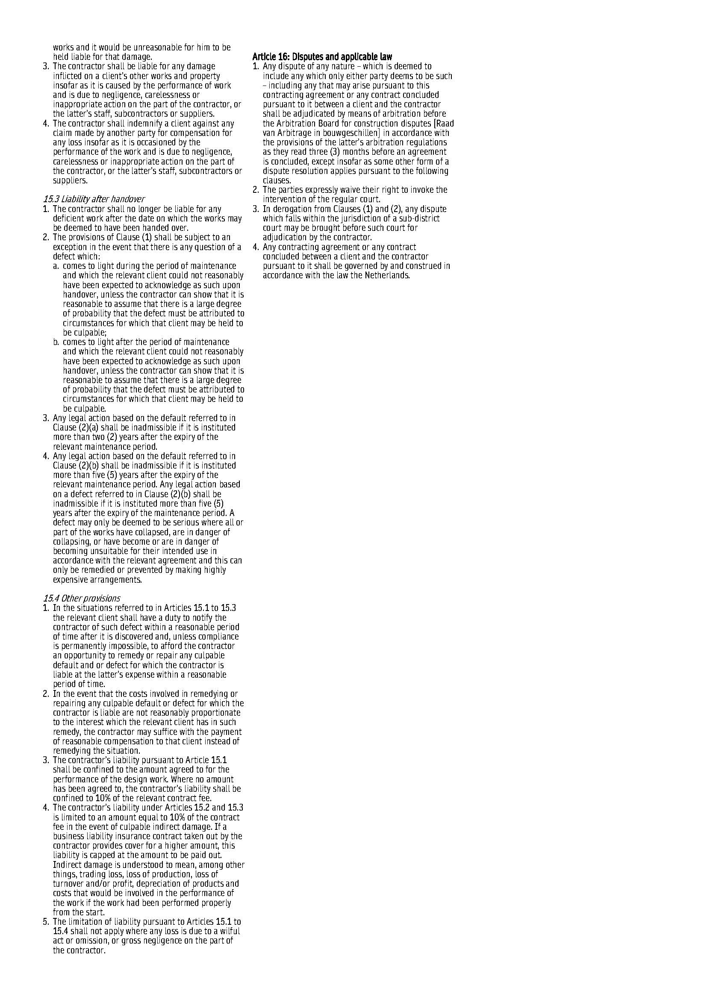 works and it would be unreasonable for him to be
held liable for that damage.
3. The contractor shall be liable for any damage
inflicted on a client’s other works and property
insofar as it is caused by the performance of work
and is due to negligence, carelessness or
inappropriate action on the part of the contractor, or
the latter’s staff, subcontractors or suppliers.
4. The contractor shall indemnify a client against any
claim made by another party for compensation for
any loss insofar as it is occasioned by the
performance of the work and is due to negligence,
carelessness or inappropriate action on the part of
the contractor, or the latter’s staff, subcontractors or
suppliers.
15.3 Liability after handover
1. The contractor shall no longer be liable for any
deficient work after the date on which the works may
be deemed to have been handed over.
2. The provisions of Clause (1) shall be subject to an
exception in the event that there is any question of a
defect which:
a. comes to light during the period of maintenance
and which the relevant client could not reasonably
have been expected to acknowledge as such upon
handover, unless the contractor can show that it is
reasonable to assume that there is a large degree
of probability that the defect must be attributed to
circumstances for which that client may be held to
be culpable;
b. comes to light after the period of maintenance
and which the relevant client could not reasonably
have been expected to acknowledge as such upon
handover, unless the contractor can show that it is
reasonable to assume that there is a large degree
of probability that the defect must be attributed to
circumstances for which that client may be held to
be culpable.
3. Any legal action based on the default referred to in
Clause (2)(a) shall be inadmissible if it is instituted
more than two (2) years after the expiry of the
relevant maintenance period.
4. Any legal action based on the default referred to in
Clause (2)(b) shall be inadmissible if it is instituted
more than five (5) years after the expiry of the
relevant maintenance period. Any legal action based
on a defect referred to in Clause (2)(b) shall be
inadmissible if it is instituted more than five (5)
years after the expiry of the maintenance period. A
defect may only be deemed to be serious where all or
part of the works have collapsed, are in danger of
collapsing, or have become or are in danger of
becoming unsuitable for their intended use in
accordance with the relevant agreement and this can
only be remedied or prevented by making highly
expensive arrangements.
15.4 Other provisions
1. In the situations referred to in Articles 15.1 to 15.3
the relevant client shall have a duty to notify the
contractor of such defect within a reasonable period
of time after it is discovered and, unless compliance
is permanently impossible, to afford the contractor
an opportunity to remedy or repair any culpable
default and or defect for which the contractor is
liable at the latter’s expense within a reasonable
period of time.
2. In the event that the costs involved in remedying or
repairing any culpable default or defect for which the
contractor is liable are not reasonably proportionate
to the interest which the relevant client has in such
remedy, the contractor may suffice with the payment
of reasonable compensation to that client instead of
remedying the situation.
3. The contractor’s liability pursuant to Article 15.1
shall be confined to the amount agreed to for the
performance of the design work. Where no amount
has been agreed to, the contractor’s liability shall be
confined to 10% of the relevant contract fee.
4. The contractor’s liability under Articles 15.2 and 15.3
is limited to an amount equal to 10% of the contract
fee in the event of culpable indirect damage. If a
business liability insurance contract taken out by the
contractor provides cover for a higher amount, this
liability is capped at the amount to be paid out.
Indirect damage is understood to mean, among other
things, trading loss, loss of production, loss of
turnover and/or profit, depreciation of products and
costs that would be involved in the performance of
the work if the work had been performed properly
from the start.
5. The limitation of liability pursuant to Articles 15.1 to
15.4 shall not apply where any loss is due to a wilful
act or omission, or gross negligence on the part of
the contractor.
Article 16: Disputes and applicable law
1. Any dispute of any nature – which is deemed to
include any which only either party deems to be such
– including any that may arise pursuant to this
contracting agreement or any contract concluded
pursuant to it between a client and the contractor
shall be adjudicated by means of arbitration before
the Arbitration Board for construction disputes [Raad
van Arbitrage in bouwgeschillen] in accordance with
the provisions of the latter’s arbitration regulations
as they read three (3) months before an agreement
is concluded, except insofar as some other form of a
dispute resolution applies pursuant to the following
clauses.
2. The parties expressly waive their right to invoke the
intervention of the regular court.
3. In derogation from Clauses (1) and (2), any dispute
which falls within the jurisdiction of a sub-district
court may be brought before such court for
adjudication by the contractor.
4. Any contracting agreement or any contract
concluded between a client and the contractor
pursuant to it shall be governed by and construed in
accordance with the law the Netherlands.